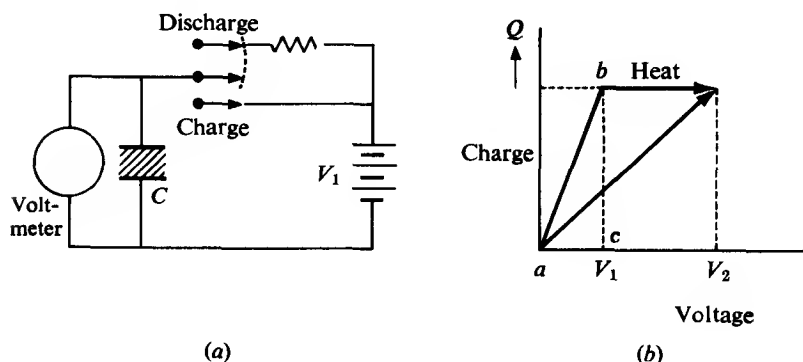 Discharge
Charge
V1
C
Volt-
meter
(a)
Q
b
Heat
Charge
c
a
V1
V2
Voltage
(b)